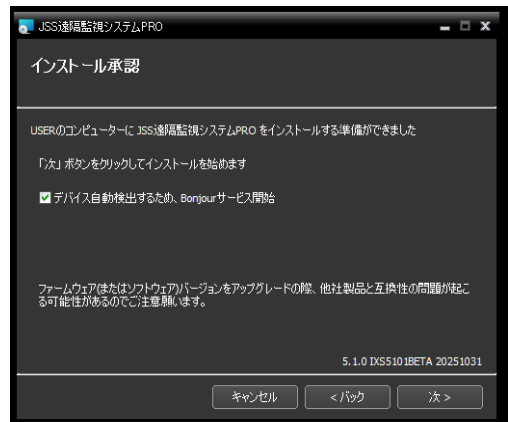 JSS遠隔監視システムPRO
インストール承認
USERのコンピューターに JSS遠隔監視システムPRO をインストールする準備ができました
「次」ボタンをクリックしてインストールを始めます
デバイス自動検出するため、Bonjourサービス開始
ファームウェア(またはソフトウェア)バージョンをアップグレードの際、他社製品と互換性の問題が起こ
る可能性があるのでご注意願います。
5.1.0 IXS5101BETA 20251031
キャンセル
< バック
次 >